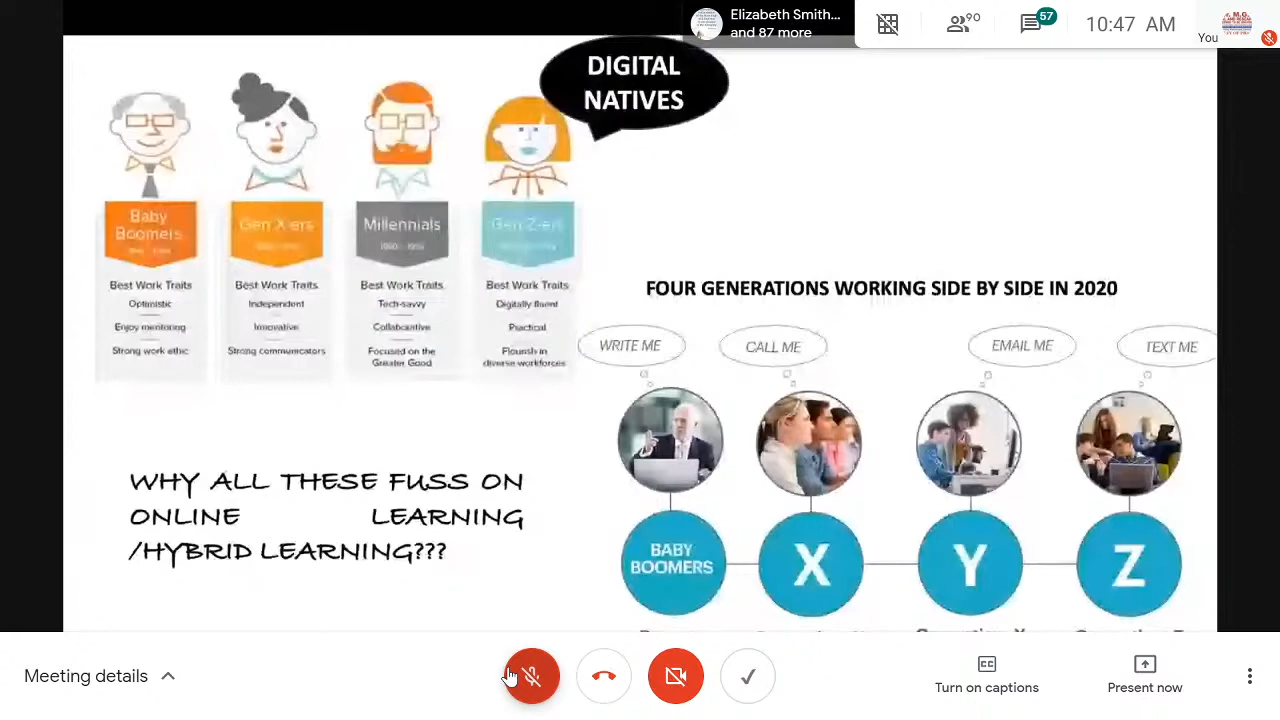 Elizabeth Smith...
and 87 more
90
57
10:47 AM
You
DIGITAL
NATIVES
Baby
Boomers
Gen X-ers
Millennials
Gen Z-ers
Best Work Traits
Optimistic
Enjoy mentoring
Strong work ethic
Best Work Traits
Independent
Innovative
Strong communicators
Best Work Traits
Tech-savvy
Collaborative
Focused on the
Greater Good
Best Work Traits
Digitally fluent
Practical
Flourish in
diverse workforces
FOUR GENERATIONS WORKING SIDE BY SIDE IN 2020
WRITE ME
CALL ME
EMAIL ME
TEXT ME
BABY
BOOMERS
X
Y
Z
WHY ALL THESE FUSS ON
ONLINE LEARNING
/HYBRID LEARNING???
Meeting details
Turn on captions
Present now